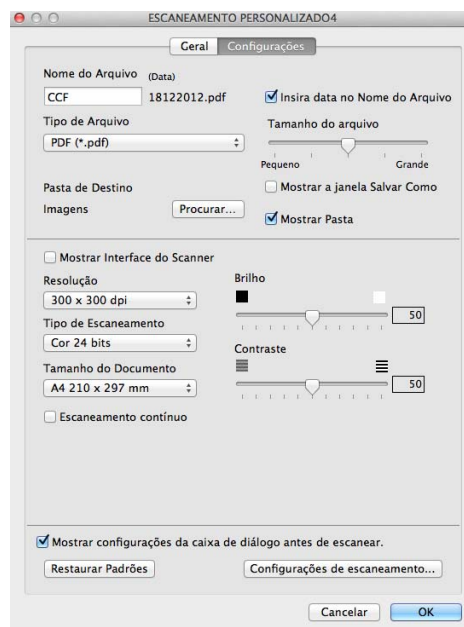 ESCANEAMENTO PERSONALIZADO4
Geral Configurações
Nome do Arquivo (Data)
CCF 18122012.pdf Insira data no Nome do Arquivo
Tipo de Arquivo Tamanho do arquivo
PDF (*.pdf)
Pequeno Grande
Pasta de Destino Mostrar a janela Salvar Como
Imagens Procurar... Mostrar Pasta
Mostrar Interface do Scanner
Resolução Brilho
300 x 300 dpi 50
Tipo de Escaneamento
Cor 24 bits Contraste
Tamanho do Documento
A4 210 x 297 mm 50
Escaneamento contínuo
Mostrar configurações da caixa de diálogo antes de escanear.
Restaurar Padrões Configurações de escaneamento...
Cancelar OK